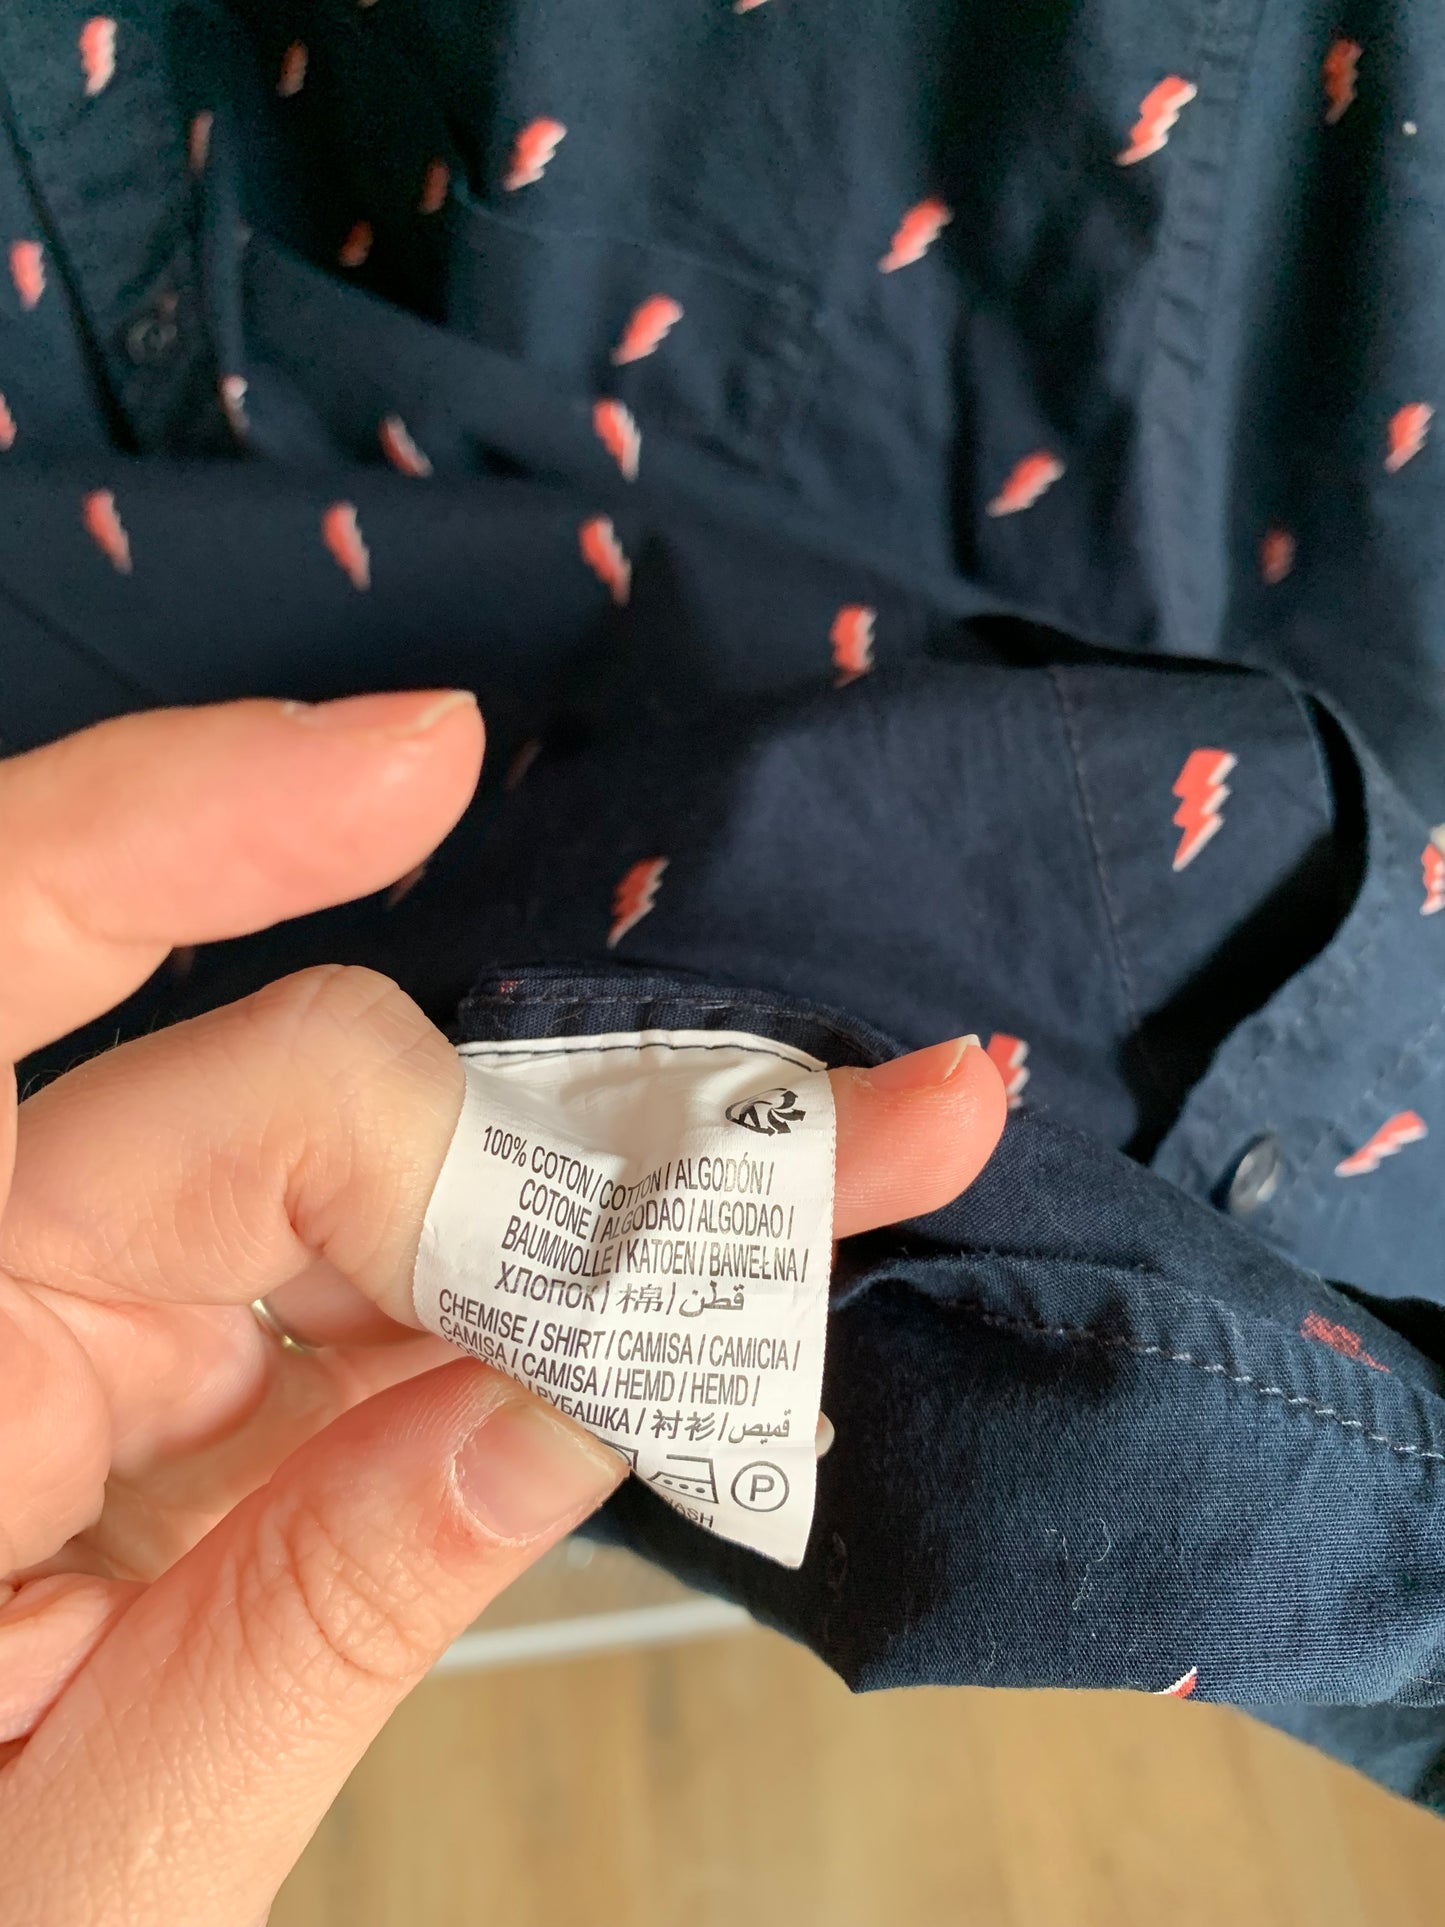 100% COTON / COTTON / ALGODÓN /
COTONE / ALGODAO / ALGODAO /
BAUMWOLLE / KATOEN / BAWEŁNA /
ХЛОПОК / 棉 / قطن
CHEMISE / SHIRT / CAMISA / CAMICIA /
CAMISA / CAMISA / HEMD / HEMD /
РУБАШКА / 衬衫 / قميص
P